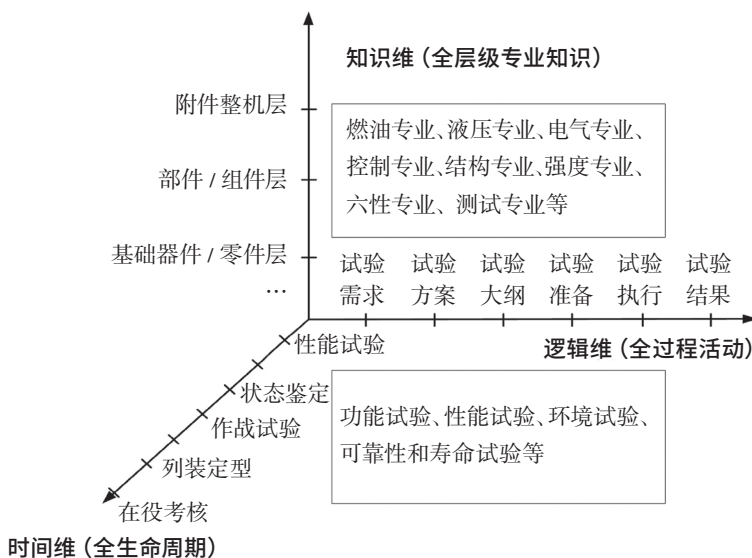 知识维（全层级专业知识）
附件整机层
燃油专业、液压专业、电气专业、
控制专业、结构专业、强度专业、
六性专业、测试专业等
部件 / 组件层
基础器件 / 零件层
…
试验 试验 试验 试验 试验 试验
需求 方案 大纲 准备 执行 结果
逻辑维（全过程活动）
性能试验
状态鉴定
作战试验
列装定型
在役考核
功能试验、性能试验、环境试验、
可靠性和寿命试验等
时间维（全生命周期）